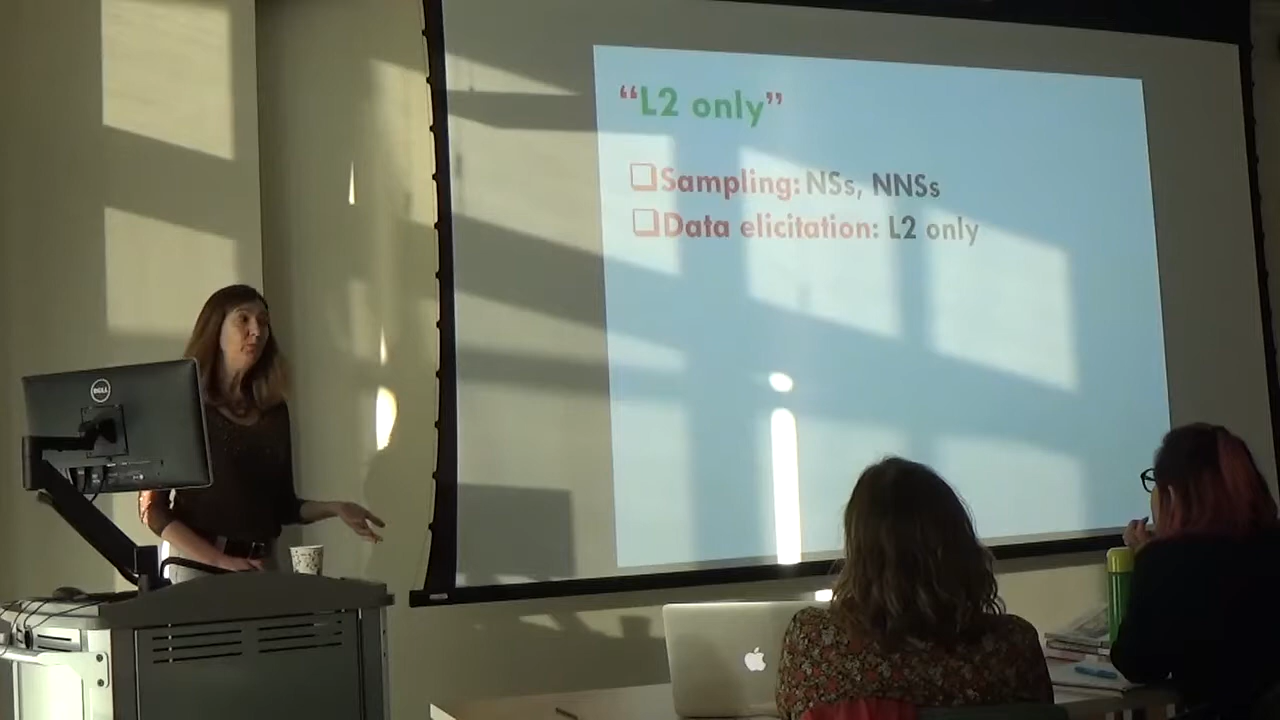 “L2 only”
❑Sampling: NSs, NNSs
❑Data elicitation: L2 only
DELL